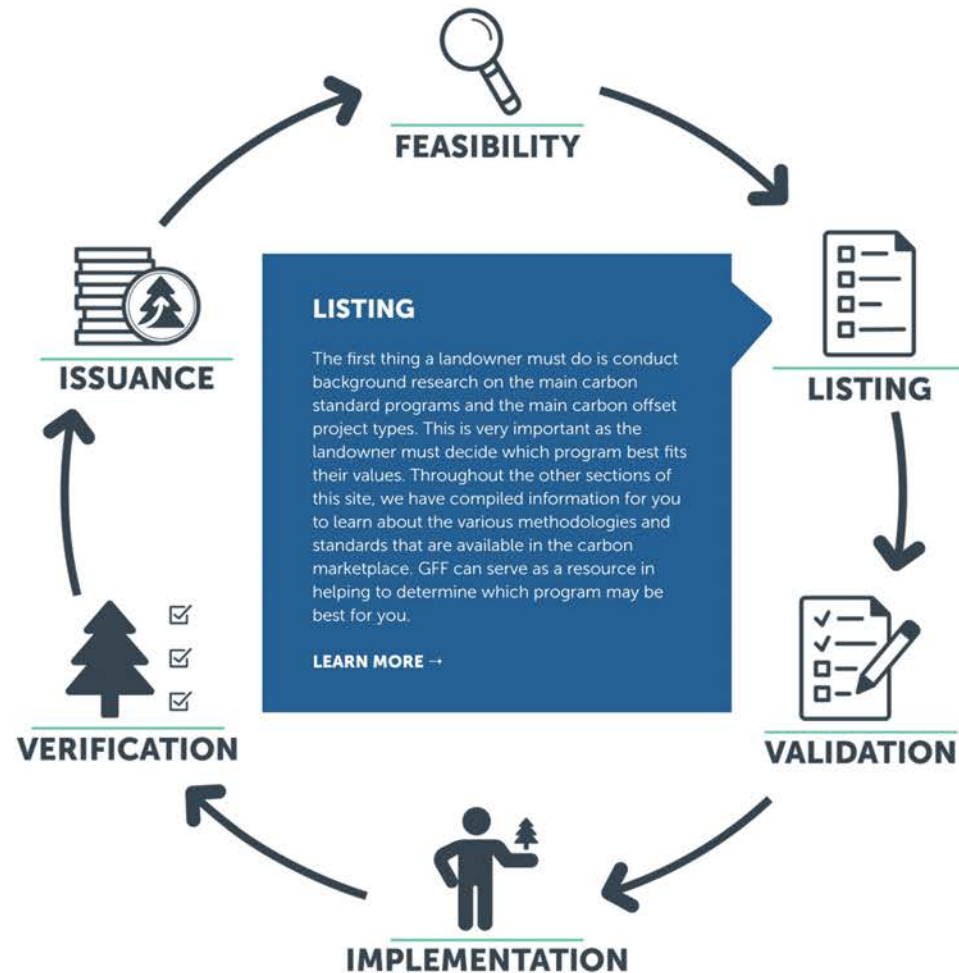 FEASIBILITY
LISTING
VALIDATION
IMPLEMENTATION
VERIFICATION
ISSUANCE
LISTING
The first thing a landowner must do is conduct
background research on the main carbon
standard programs and the main carbon offset
project types. This is very important as the
landowner must decide which program best fits
their values. Throughout the other sections of
this site, we have compiled information for you
to learn about the various methodologies and
standards that are available in the carbon
marketplace. GFF can serve as a resource in
helping to determine which program may be
best for you.
LEARN MORE →